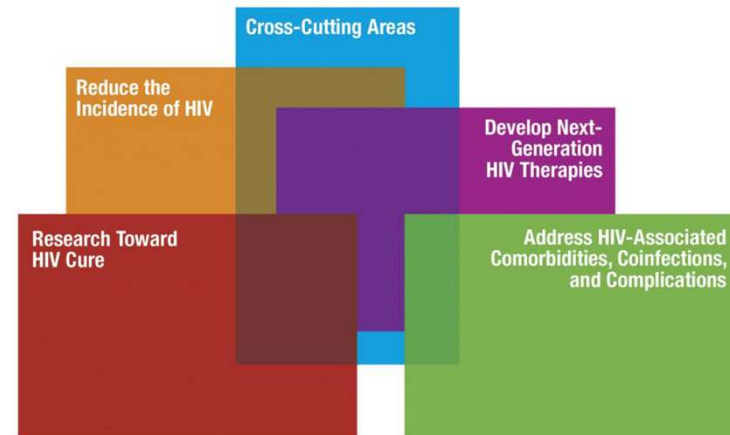 Cross-Cutting Areas
Reduce the
Incidence of HIV
Develop Next-
Generation
HIV Therapies
Research Toward
HIV Cure
Address HIV-Associated
Comorbidities, Coinfections,
and Complications